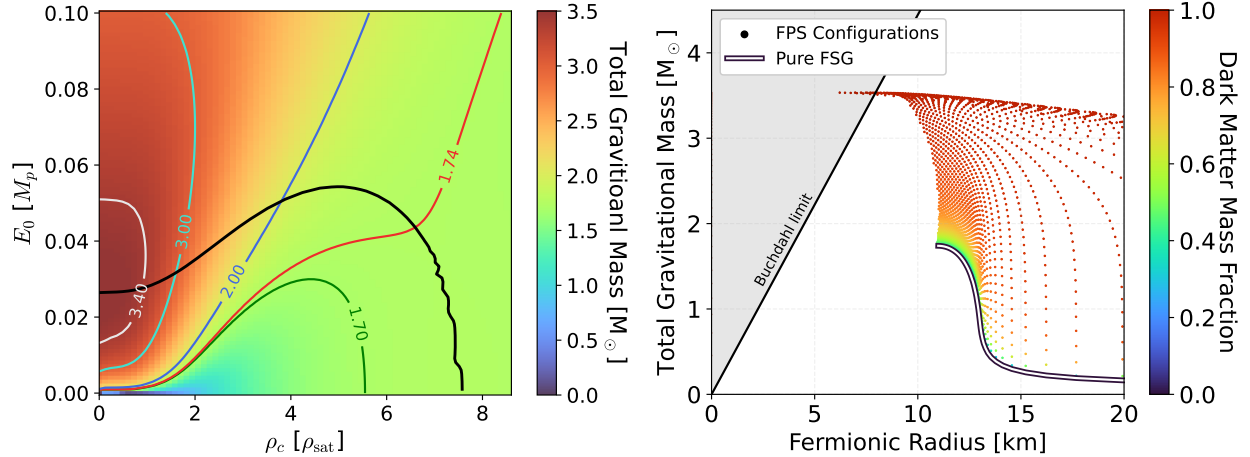 0.10
0.08
0.06
0.04
0.02
0.00
E₀ [Mₚ]
3.40
3.00
2.00
1.74
1.70
0 2 4 6 8
ρ_c [ρ_sat]
3.5
3.0
2.5
2.0
1.5
1.0
0.5
0.0
Total Gravitioanl Mass [M☉]
FPS Configurations
Pure FSG
Buchdahl limit
4
3
2
1
0
Total Gravitational Mass [M☉]
0 5 10 15 20
Fermionic Radius [km]
1.0
0.8
0.6
0.4
0.2
0.0
Dark Matter Mass Fraction